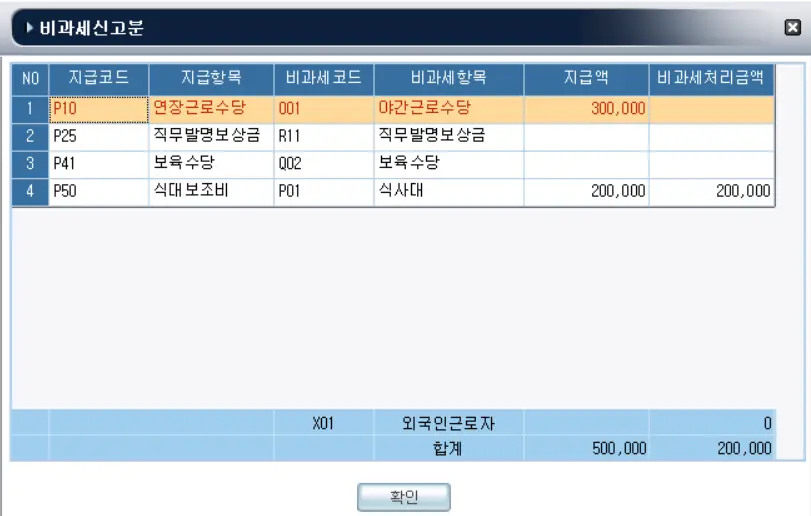 비과세신고분
NO 지급코드 지급항목 비과세코드 비과세항목 지급액 비과세처리금액
1 P10 연장근로수당 O01 야간근로수당 300,000
2 P25 직무발명보상금 R11 직무발명보상금
3 P41 보육수당 Q02 보육수당
4 P50 식대보조비 P01 식사대 200,000 200,000
X01 외국인근로자 0
합계 500,000 200,000
확인